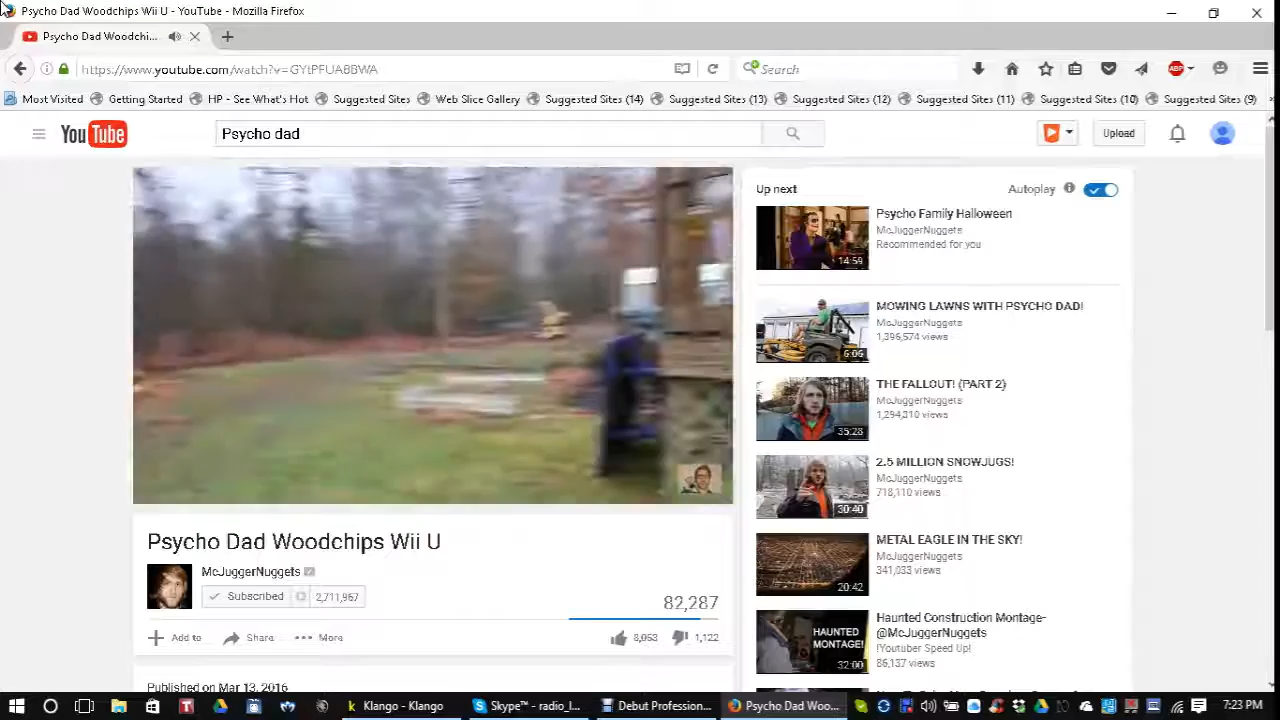 Psycho Dad Woodchips Wii U - YouTube - Mozilla Firefox
Psycho Dad Woodchi...
https://www.youtube.com/watch?v=GYtPFUABBWA
Search
ABP
Most Visited
Getting Started
HP - See What's Hot
Suggested Sites
Web Slice Gallery
Suggested Sites (14)
Suggested Sites (13)
Suggested Sites (12)
Suggested Sites (11)
Suggested Sites (10)
Suggested Sites (9)
YouTube
Psycho dad
Upload
Up next
Autoplay
Psycho Family Halloween
McJuggerNuggets
Recommended for you
14:59
MOWING LAWNS WITH PSYCHO DAD!
McJuggerNuggets
1,396,574 views
6:06
THE FALLOUT! (PART 2)
McJuggerNuggets
1,294,310 views
35:28
2.5 MILLION SNOWJUGS!
McJuggerNuggets
718,110 views
30:40
METAL EAGLE IN THE SKY!
McJuggerNuggets
341,033 views
20:42
Haunted Construction Montage-
@McJuggerNuggets
!Youtuber Speed Up!
86,137 views
HAUNTED
MONTAGE!
32:00
Psycho Dad Woodchips Wii U
McJuggerNuggets
Subscribed
2,711,957
82,287
Add to
Share
More
8,053
1,122
Published on Mar 13, 2016
Klango - Klango
Skype™ - radio_l...
Debut Profession...
Psycho Dad Woo...
7:23 PM